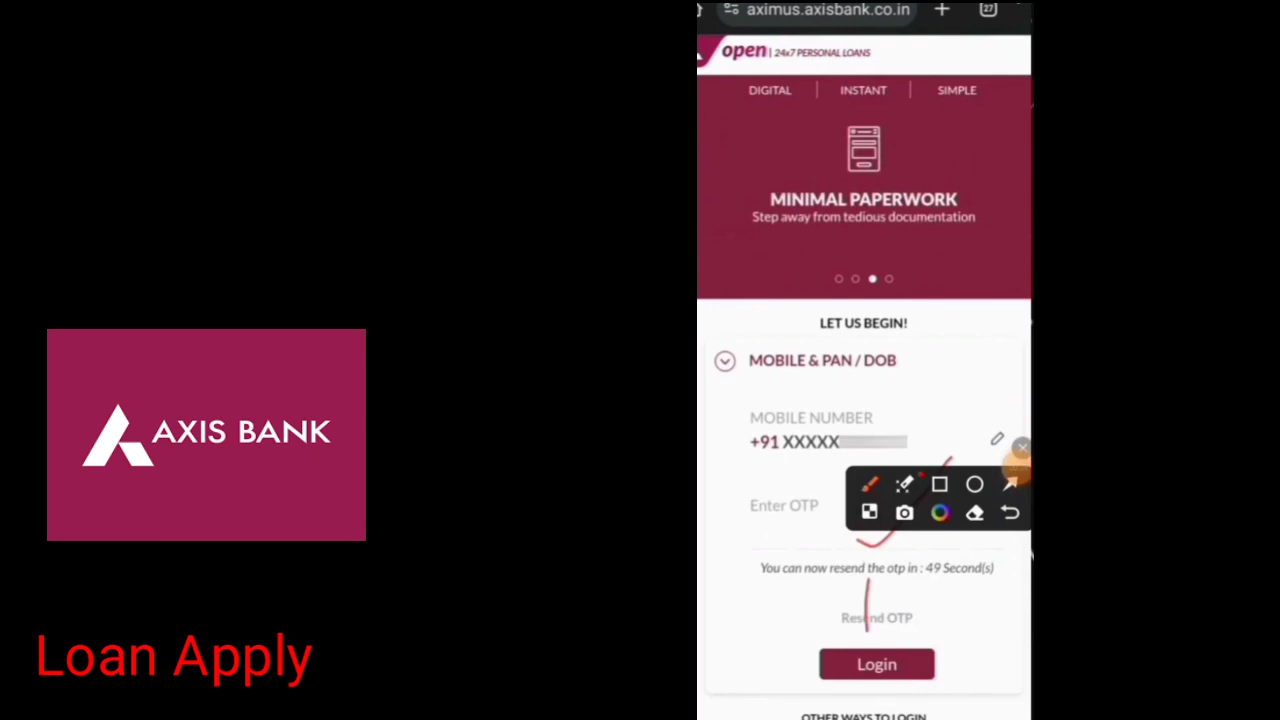 aximus.axisbank.co.in
27
open | 24x7 PERSONAL LOANS
DIGITAL | INSTANT | SIMPLE
MINIMAL PAPERWORK
Step away from tedious documentation
LET US BEGIN!
MOBILE & PAN / DOB
MOBILE NUMBER
+91 XXXXX
Enter OTP
You can now resend the otp in : 49 Second(s)
Resend OTP
Login
OTHER WAYS TO LOGIN
AXIS BANK
Loan Apply